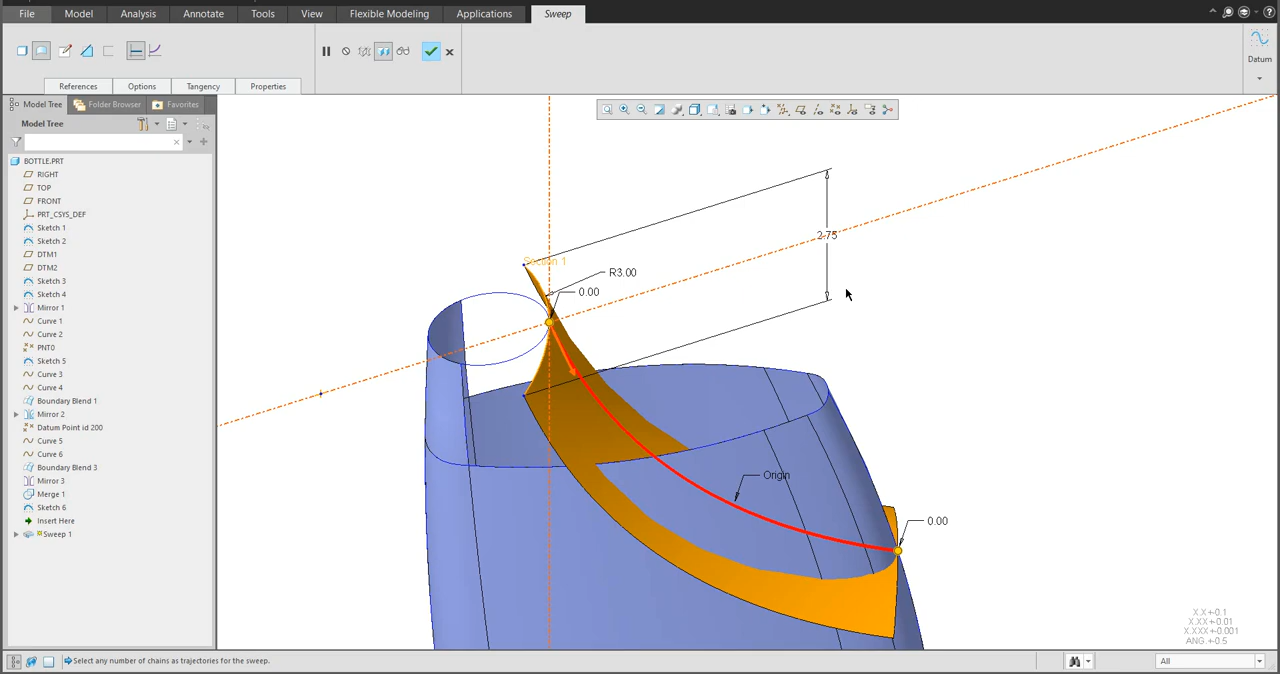 File Model Analysis Annotate Tools View Flexible Modeling Applications Sweep
Datum
References Options Tangency Properties
Model Tree Folder Browser Favorites
Model Tree
BOTTLE.PRT
RIGHT
TOP
FRONT
PRT_CSYS_DEF
Sketch 1
Sketch 2
DTM1
DTM2
Sketch 3
Sketch 4
Mirror 1
Curve 1
Curve 2
PNT0
Sketch 5
Curve 3
Curve 4
Boundary Blend 1
Mirror 2
Datum Point id 200
Curve 5
Curve 6
Boundary Blend 3
Mirror 3
Merge 1
Sketch 6
Insert Here
Sweep 1
2.75
Section 1
R3.00
0.00
Origin
0.00
X.X+-0.1
X.XX+-0.01
X.XXX+-0.001
ANG.+-0.5
Select any number of chains as trajectories for the sweep.
All